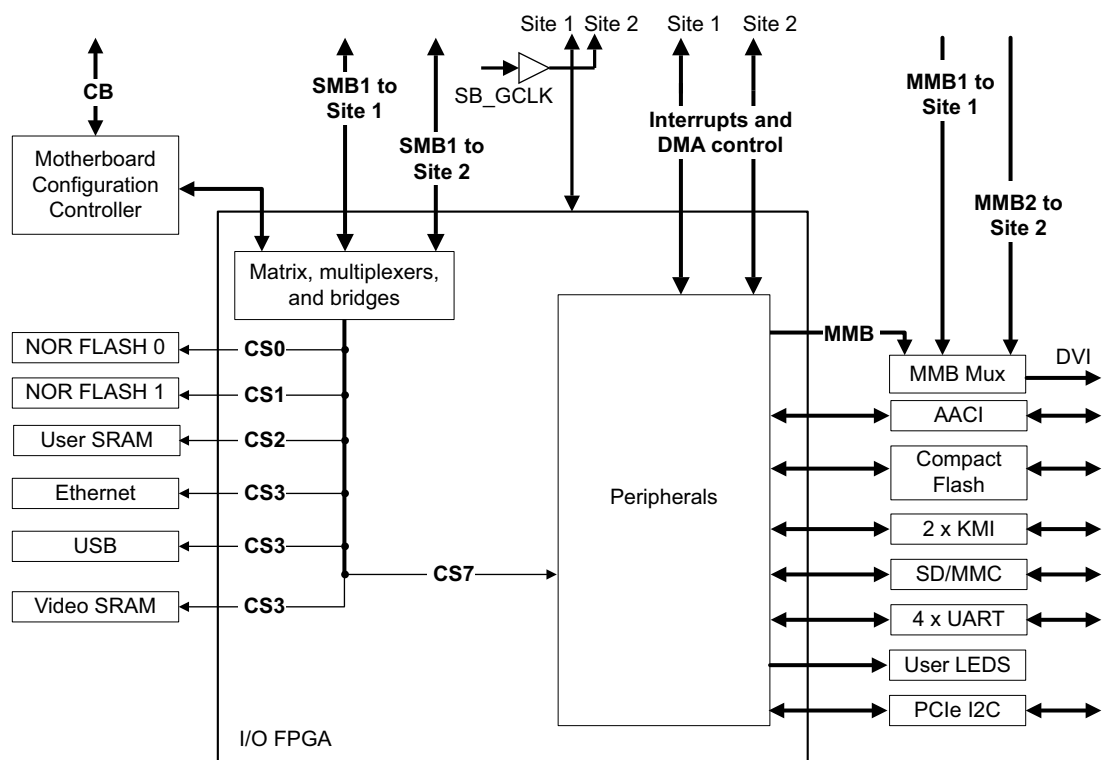 Site 1
Site 2
Site 1
Site 2
SB_GCLK
CB
SMB1 to
Site 1
SMB1 to
Site 2
Interrupts and
DMA control
MMB1 to
Site 1
MMB2 to
Site 2
Motherboard
Configuration
Controller
Matrix, multiplexers,
and bridges
NOR FLASH 0
CS0
NOR FLASH 1
CS1
User SRAM
CS2
Ethernet
CS3
USB
CS3
Video SRAM
CS3
CS7
Peripherals
MMB
MMB Mux
DVI
AACI
Compact
Flash
2 x KMI
SD/MMC
4 x UART
User LEDS
PCIe I2C
I/O FPGA